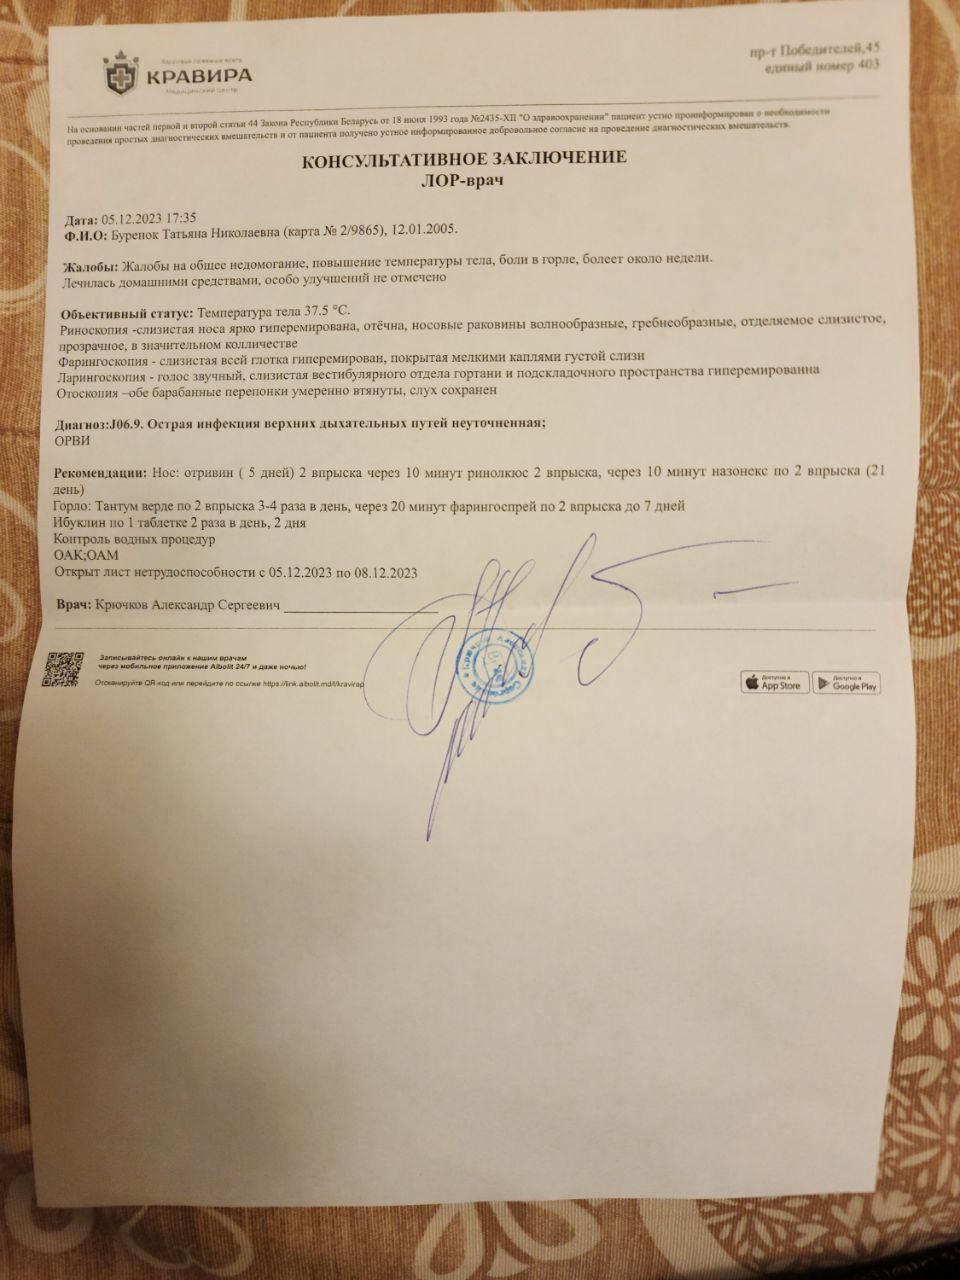 КРАВИРА
Медицинский центр
пр-т Победителей,45
единый номер 403
На основании частей первой и второй статьи 44 Закона Республики Беларусь от 18 июня 1993 года №2435-XII "О здравоохранении" пациент устно проинформирован о необходимости
проведения простых диагностических вмешательств и от пациента получено устное информированное добровольное согласие на проведение диагностических вмешательств.
КОНСУЛЬТАТИВНОЕ ЗАКЛЮЧЕНИЕ
ЛОР-врач
Дата: 05.12.2023 17:35
Ф.И.О: Буренок Татьяна Николаевна (карта № 2/9865), 12.01.2005.
Жалобы: Жалобы на общее недомогание, повышение температуры тела, боли в горле, болеет около недели.
Лечилась домашними средствами, особо улучшений не отмечено
Объективный статус: Температура тела 37.5 °С.
Риноскопия -слизистая носа ярко гиперемирована, отёчна, носовые раковины волнообразные, гребнеобразные, отделяемое слизистое,
прозрачное, в значительном колличестве
Фарингоскопия - слизистая всей глотка гиперемирован, покрытая мелкими каплями густой слизи
Ларингоскопия - голос звучный, слизистая вестибулярного отдела гортани и подскладочного пространства гиперемированна
Отоскопия –обе барабанные перепонки умеренно втянуты, слух сохранен
Диагноз:J06.9. Острая инфекция верхних дыхательных путей неуточненная;
ОРВИ
Рекомендации: Нос: отривин ( 5 дней) 2 впрыска через 10 минут ринолюкс 2 впрыска, через 10 минут назонекс по 2 впрыска (21
день)
Горло: Тантум верде по 2 впрыска 3-4 раза в день, через 20 минут фарингоспрей по 2 впрыска до 7 дней
Ибуклин по 1 таблетке 2 раза в день, 2 дня
Контроль водных процедур
ОАК;ОАМ
Открыт лист нетрудоспособности с 05.12.2023 по 08.12.2023
Врач: Крючков Александр Сергеевич
Записывайтесь онлайн к нашим врачам
через мобильное приложение Aibolit 24/7 и даже ночью!
Отсканируйте QR-код или перейдите по ссылке https://link.aibolit.md/l/kravirap
Доступно в
App Store
Доступно в
Google Play